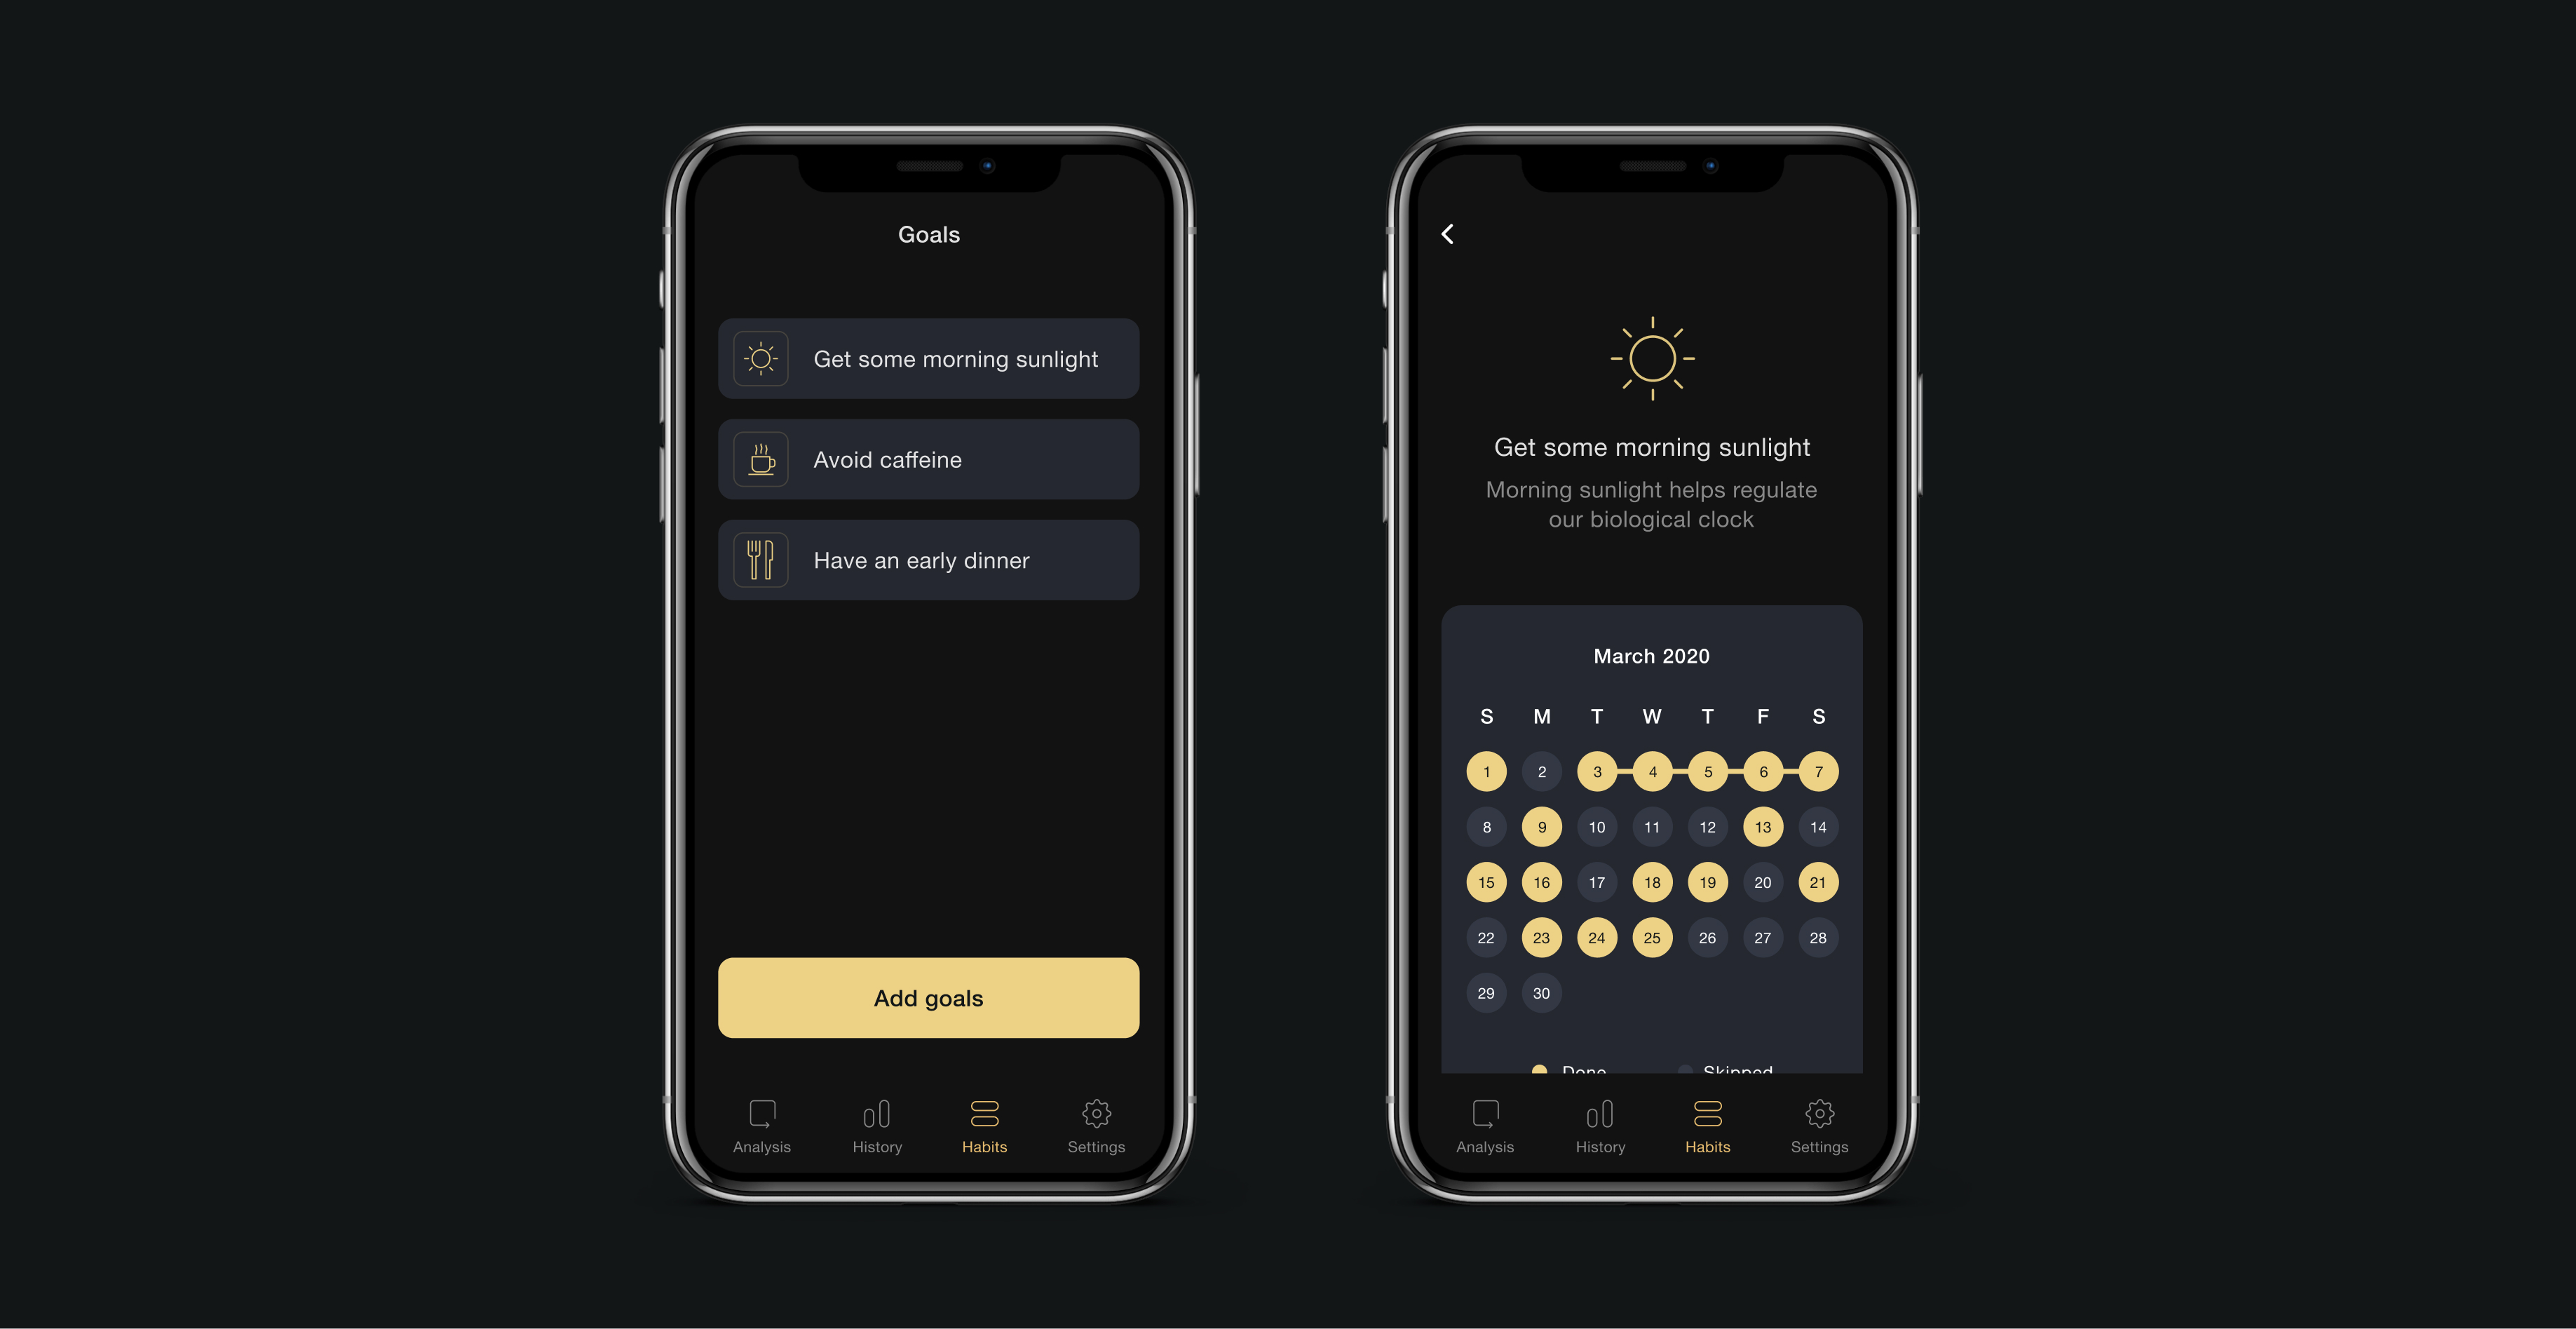 Goals
Get some morning sunlight
Avoid caffeine
Have an early dinner
Add goals
Analysis History Habits Settings
Get some morning sunlight
Morning sunlight helps regulate
our biological clock
March 2020
S M T W T F S
1 2 3 4 5 6 7
8 9 10 11 12 13 14
15 16 17 18 19 20 21
22 23 24 25 26 27 28
29 30
Done Skipped
Analysis History Habits Settings